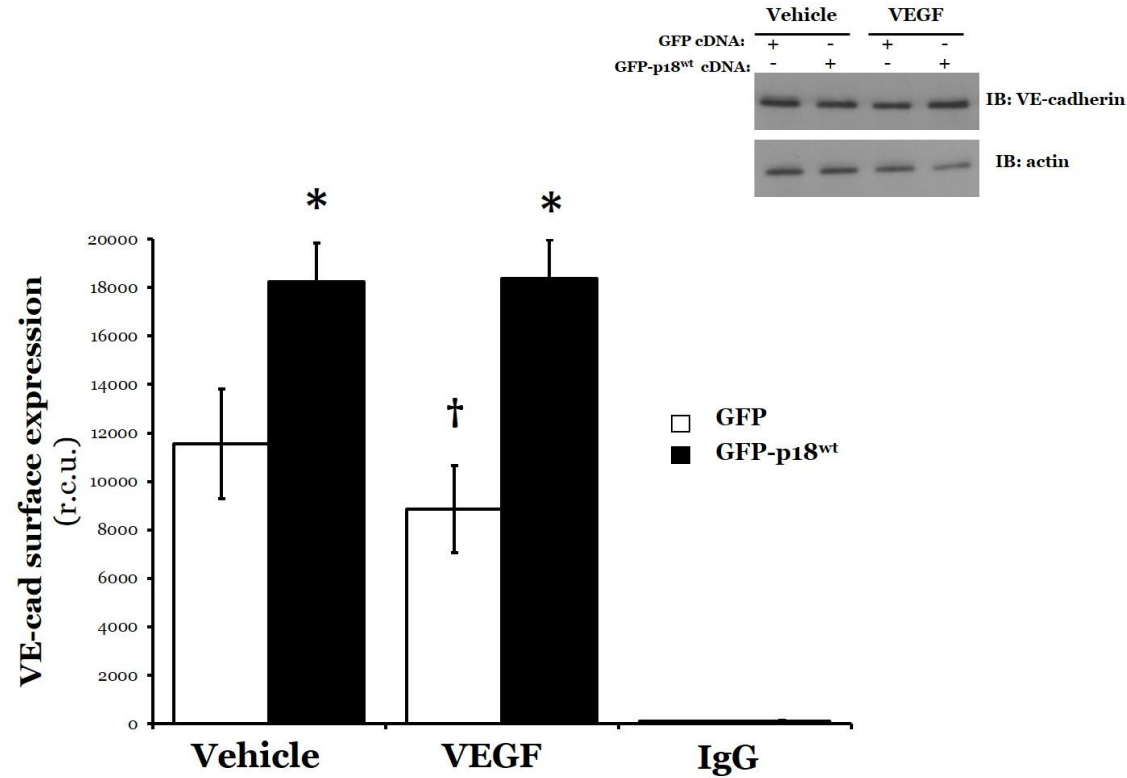 Vehicle VEGF
GFP cDNA: + - + -
GFP-p18wt cDNA: - + - +
IB: VE-cadherin
IB: actin
* *
†
VE-cad surface expression
(r.c.u.)
20000
18000
16000
14000
12000
10000
8000
6000
4000
2000
0
GFP
GFP-p18wt
Vehicle VEGF IgG